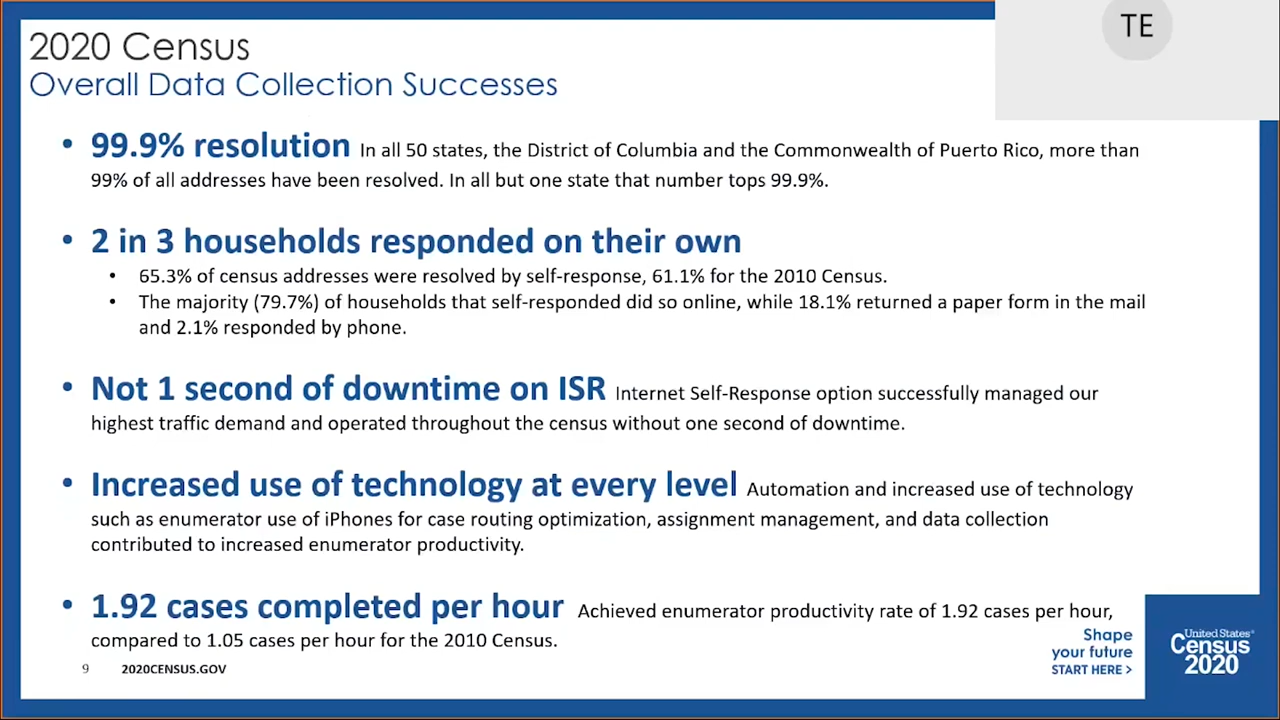 TE
2020 Census
Overall Data Collection Successes
• 99.9% resolution In all 50 states, the District of Columbia and the Commonwealth of Puerto Rico, more than
99% of all addresses have been resolved. In all but one state that number tops 99.9%.
• 2 in 3 households responded on their own
• 65.3% of census addresses were resolved by self-response, 61.1% for the 2010 Census.
• The majority (79.7%) of households that self-responded did so online, while 18.1% returned a paper form in the mail
and 2.1% responded by phone.
• Not 1 second of downtime on ISR Internet Self-Response option successfully managed our
highest traffic demand and operated throughout the census without one second of downtime.
• Increased use of technology at every level Automation and increased use of technology
such as enumerator use of iPhones for case routing optimization, assignment management, and data collection
contributed to increased enumerator productivity.
• 1.92 cases completed per hour Achieved enumerator productivity rate of 1.92 cases per hour,
compared to 1.05 cases per hour for the 2010 Census.
9 2020CENSUS.GOV
Shape
your future
START HERE >
United States®
Census
2020